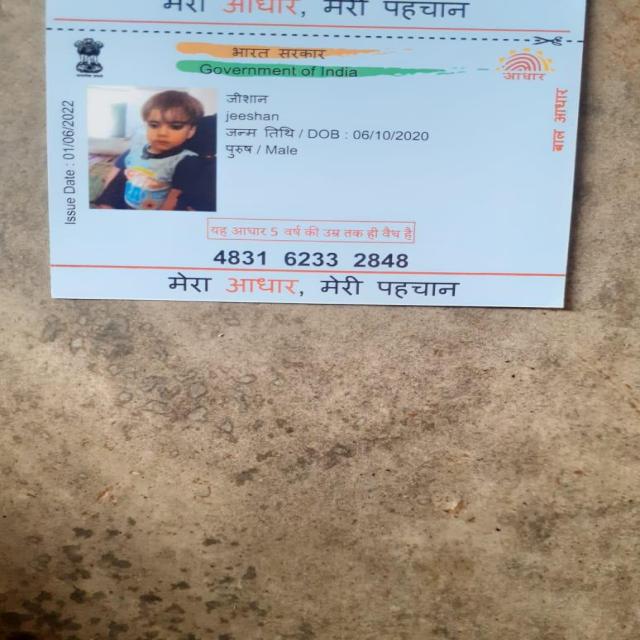 मेरा आधार, मेरी पहचान
भारत सरकार
Government of India
आधार
Issue Date : 01/06/2022
जीशान
jeeshan
जन्म तिथि / DOB : 06/10/2020
पुरुष / Male
बाल आधार
यह आधार 5 वर्ष की उम्र तक ही वैध है
4831 6233 2848
मेरा आधार, मेरी पहचान